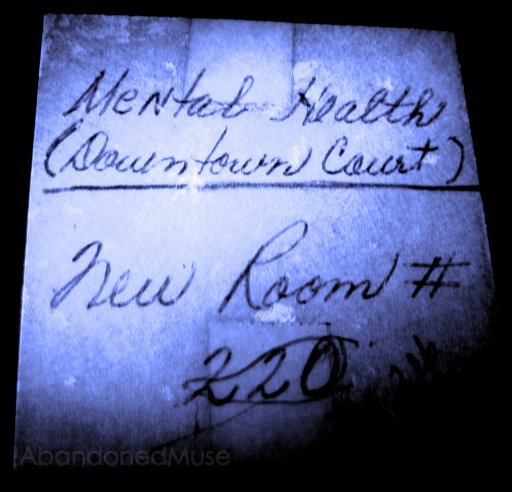 Mental Health
(Downtown Court)
New Room #
220
AbandonedMuse